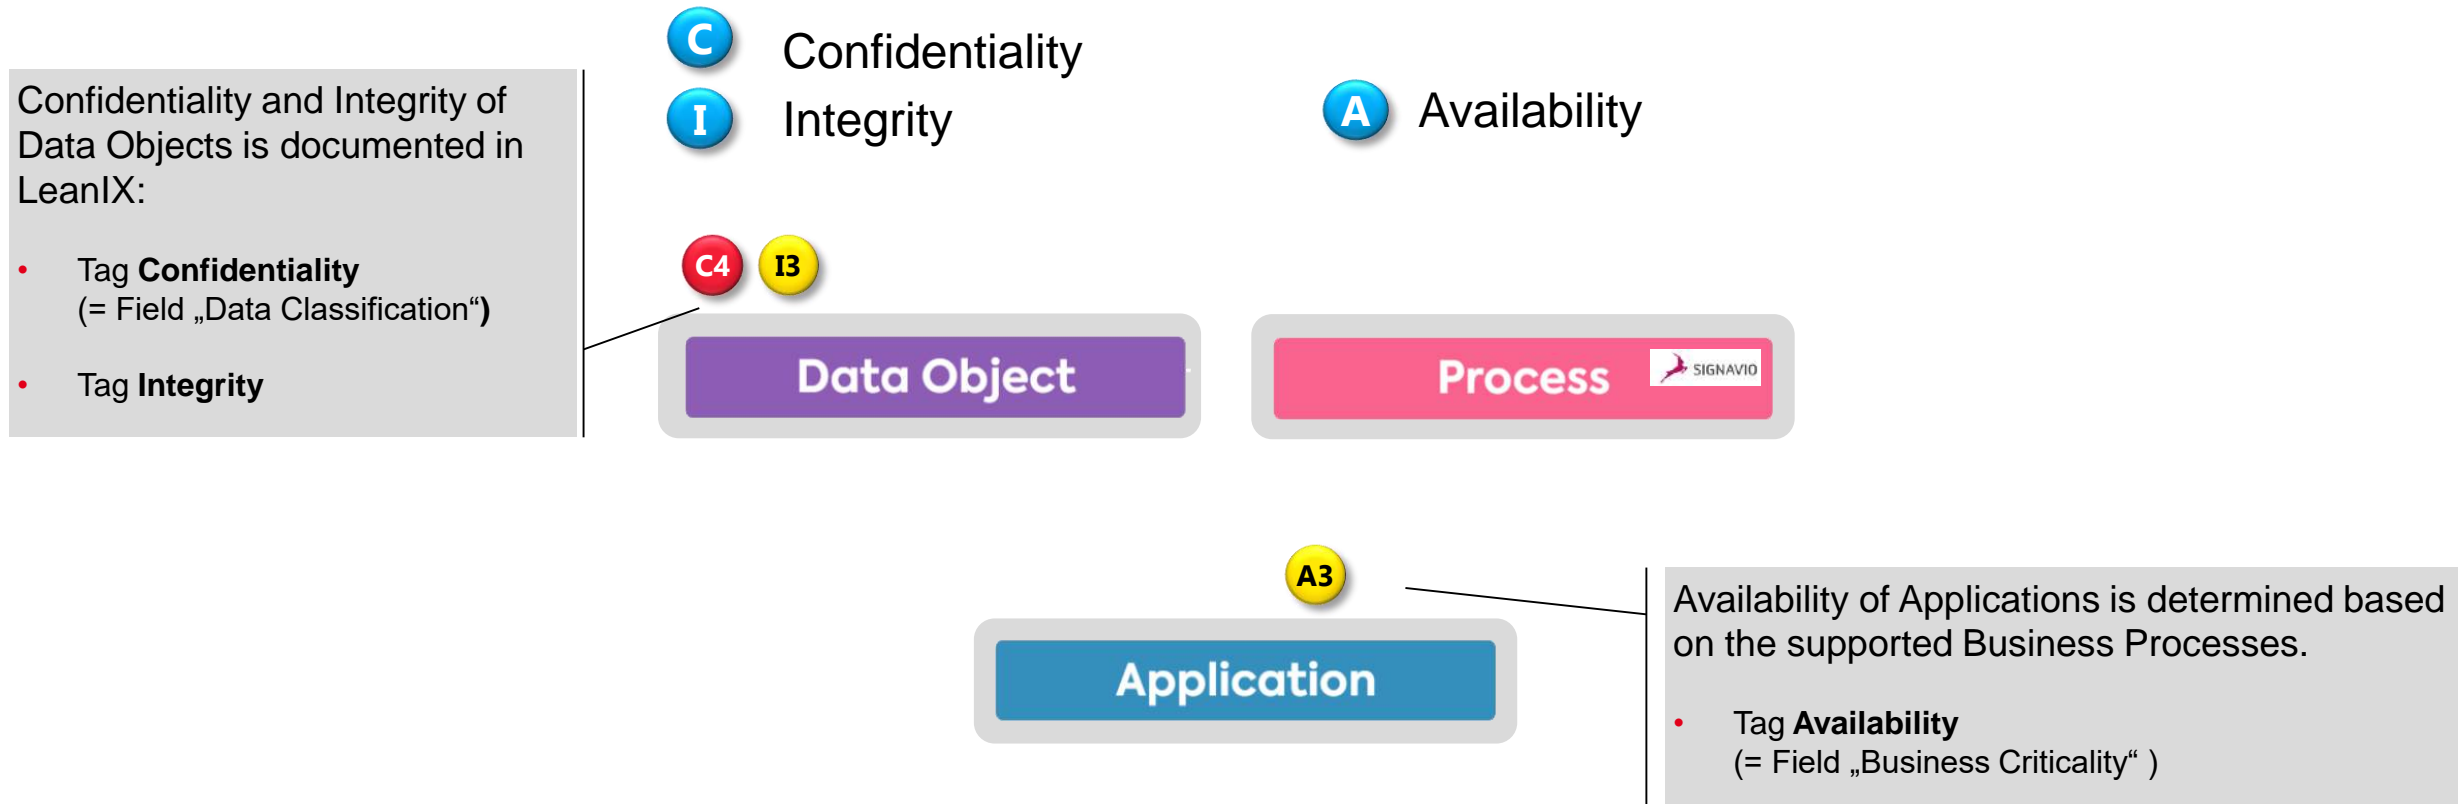 C
Confidentiality
I
Integrity
A
Availability
Confidentiality and Integrity of
Data Objects is documented in
LeanIX:
• Tag Confidentiality
(= Field „Data Classification“)
• Tag Integrity
C4
I3
Data Object
Process
SIGNAVIO
A3
Application
Availability of Applications is determined based
on the supported Business Processes.
• Tag Availability
(= Field „Business Criticality“ )